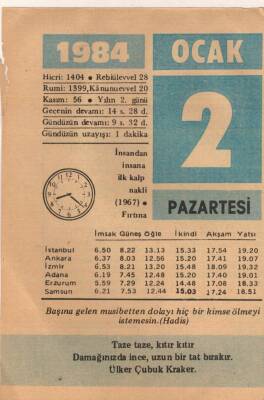 1984
OCAK
Hicri: 1404 • Rebiülevvel 28
Rumi: 1399, Kânunuevvel 20
Kasım: 56 • Yılın 2. günü
Gecenin devamı: 14 s. 28 d.
Gündüzün devamı: 9 s. 32 d.
Gündüzün uzayışı: 1 dakika
2
PAZARTESİ
İnsandan
insana
ilk kalp
nakli
(1967) •
Fırtına
İmsak Güneş Öğle İkindi Akşam Yatsı
İstanbul 6.50 8.22 13.13 15.33 17.54 19.20
Ankara 6.37 8.03 12.56 15.20 17.41 19.07
İzmir 6.53 8.21 13.20 15.48 18.09 19.32
Adana 6.19 7.45 12.48 15.20 17.40 19.01
Erzurum 5.59 7.29 12.24 14.48 17.08 18.33
Samsun 6.21 7.53 12.44 15.03 17.24 18.51
Başına gelen musibetten dolayı hiç bir kimse ölmeyi
istemesin.(Hadis)
Taze taze, kıtır kıtır
Damağınızda ince, uzun bir tat bırakır.
Ülker Çubuk Kraker.